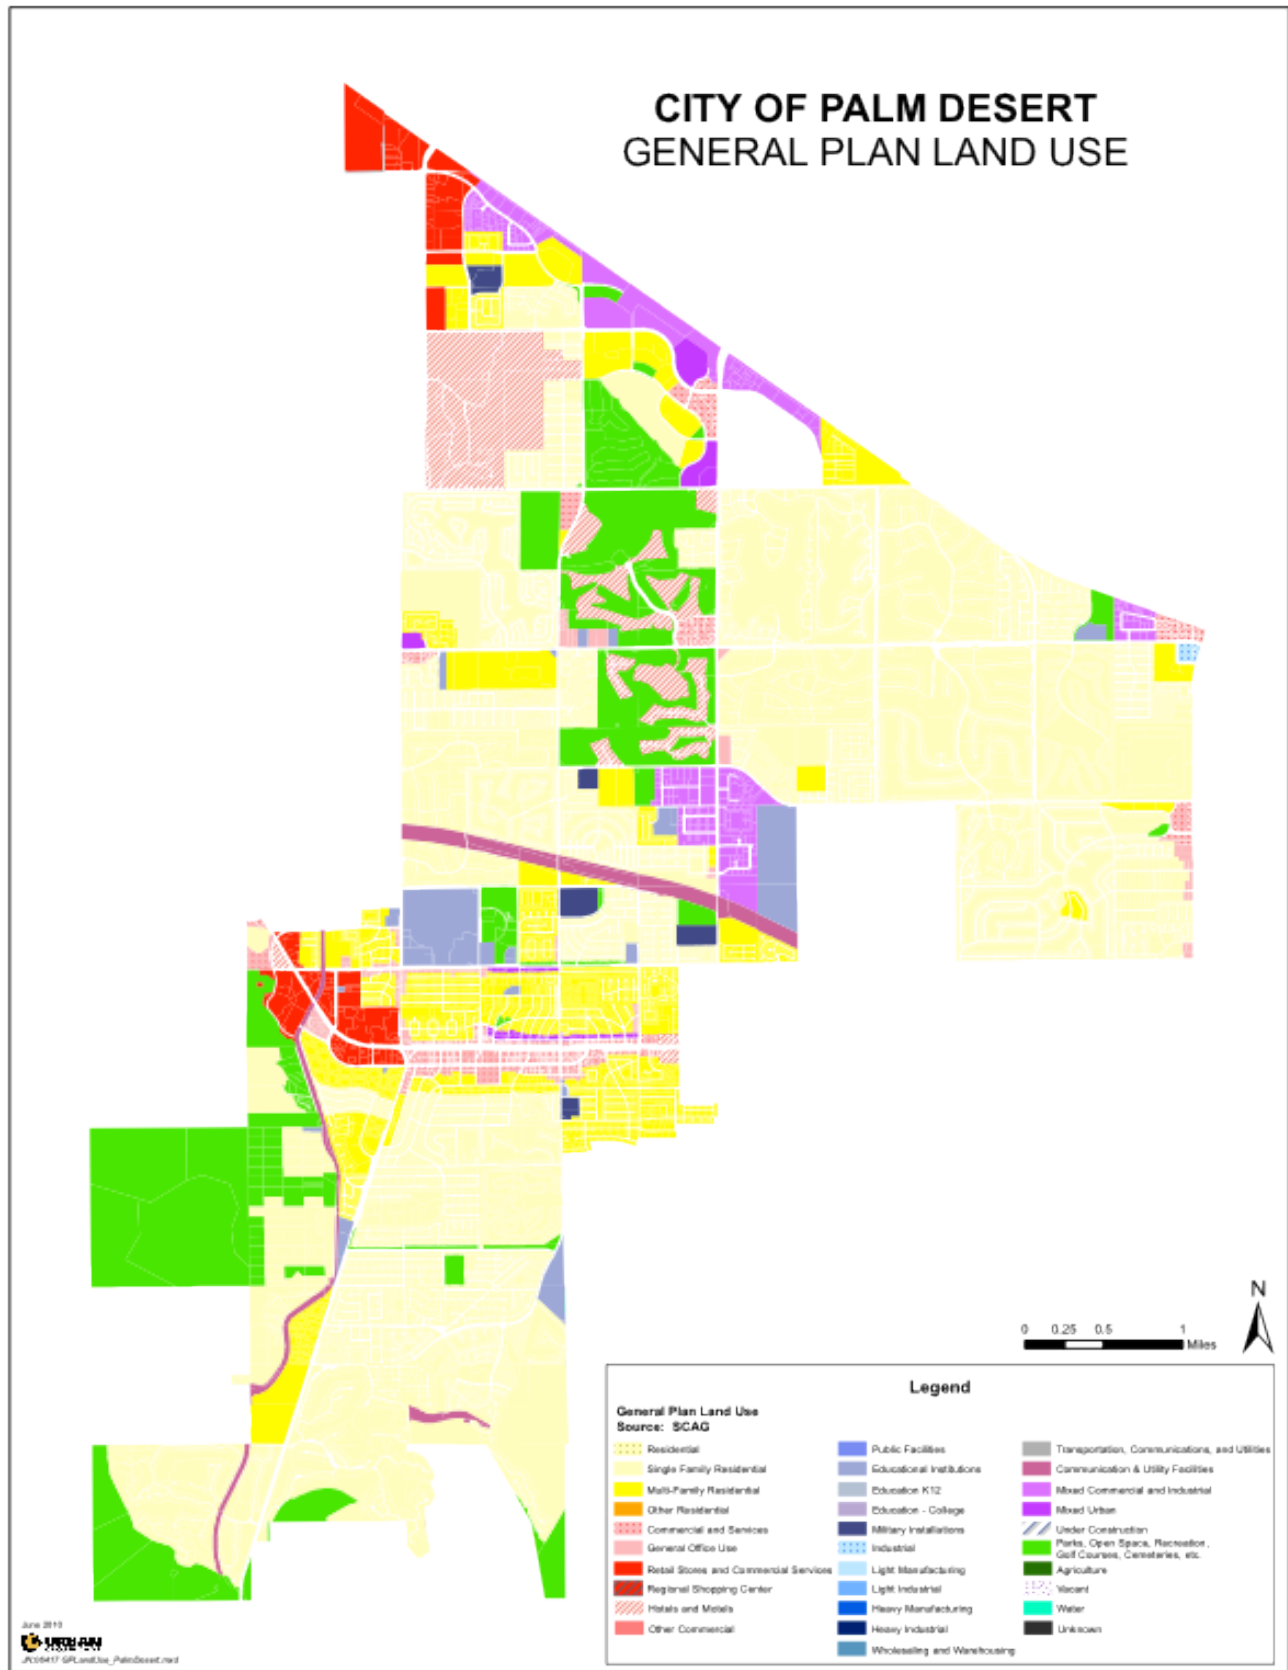 CITY OF PALM DESERT
GENERAL PLAN LAND USE
N
0 0.25 0.5 1
Miles
Legend
General Plan Land Use
Source: SCAG
Residential
Single Family Residential
Multi-Family Residential
Other Residential
Commercial and Services
General Office Use
Retail Stores and Commercial Services
Regional Shopping Center
Hotels and Motels
Other Commercial
Public Facilities
Educational Institutions
Education K12
Education - College
Military Installations
Industrial
Light Manufacturing
Light Industrial
Heavy Manufacturing
Heavy Industrial
Wholesaling and Warehousing
Transportation, Communications, and Utilities
Communication & Utility Facilities
Mixed Commercial and Industrial
Mixed Urban
Under Construction
Parks, Open Space, Recreation,
Golf Courses, Cemeteries, etc.
Agriculture
Vacant
Water
Unknown
June 2010